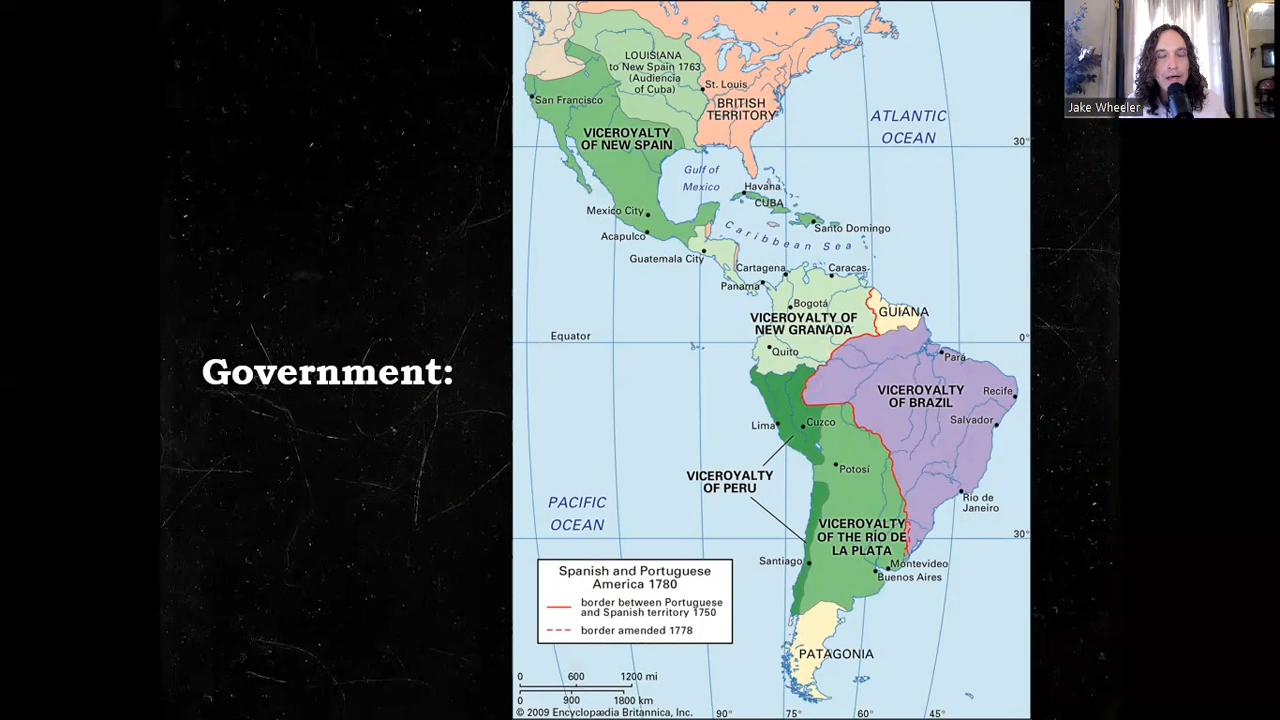 Government:
LOUISIANA
to New Spain 1763
(Audiencia
of Cuba)
St. Louis
BRITISH
TERRITORY
San Francisco
VICEROYALTY
OF NEW SPAIN
ATLANTIC
OCEAN
30°
Gulf of
Mexico
Havana
CUBA
Mexico City
Acapulco
Santo Domingo
Caribbean Sea
Guatemala City
Cartagena
Caracas
Panama
Bogotá
VICEROYALTY OF
NEW GRANADA
GUIANA
Equator
0°
Quito
Pará
VICEROYALTY
OF BRAZIL
Recife
Salvador
Lima
Cuzco
Potosí
VICEROYALTY
OF PERU
Rio de
Janeiro
PACIFIC
OCEAN
VICEROYALTY
OF THE RÍO DE
LA PLATA
30°
Santiago
Montevideo
Buenos Aires
Spanish and Portuguese
America 1780
border between Portuguese
and Spanish territory 1750
border amended 1778
PATAGONIA
0 600 1200 mi
0 900 1800 km
© 2009 Encyclopædia Britannica, Inc.
90° 75° 60° 45°
Jake Wheeler